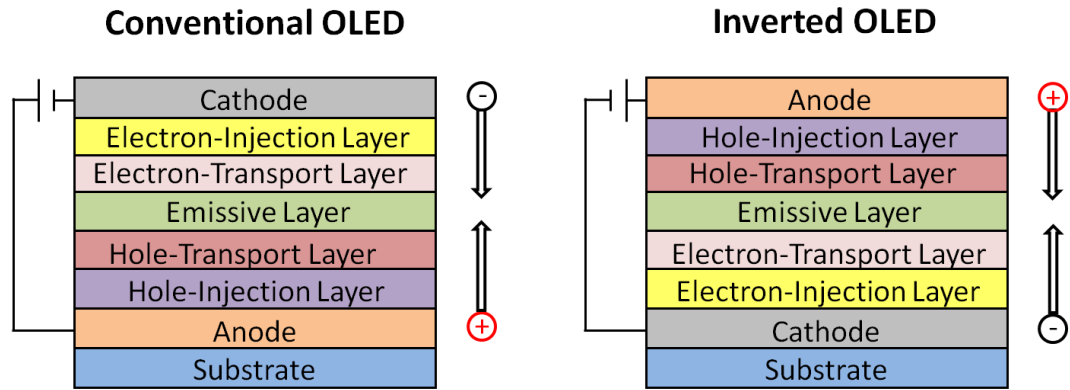 Conventional OLED
Cathode
-
Electron-Injection Layer
Electron-Transport Layer
Emissive Layer
Hole-Transport Layer
Hole-Injection Layer
Anode
+
Substrate
Inverted OLED
Anode
+
Hole-Injection Layer
Hole-Transport Layer
Emissive Layer
Electron-Transport Layer
Electron-Injection Layer
Cathode
-
Substrate